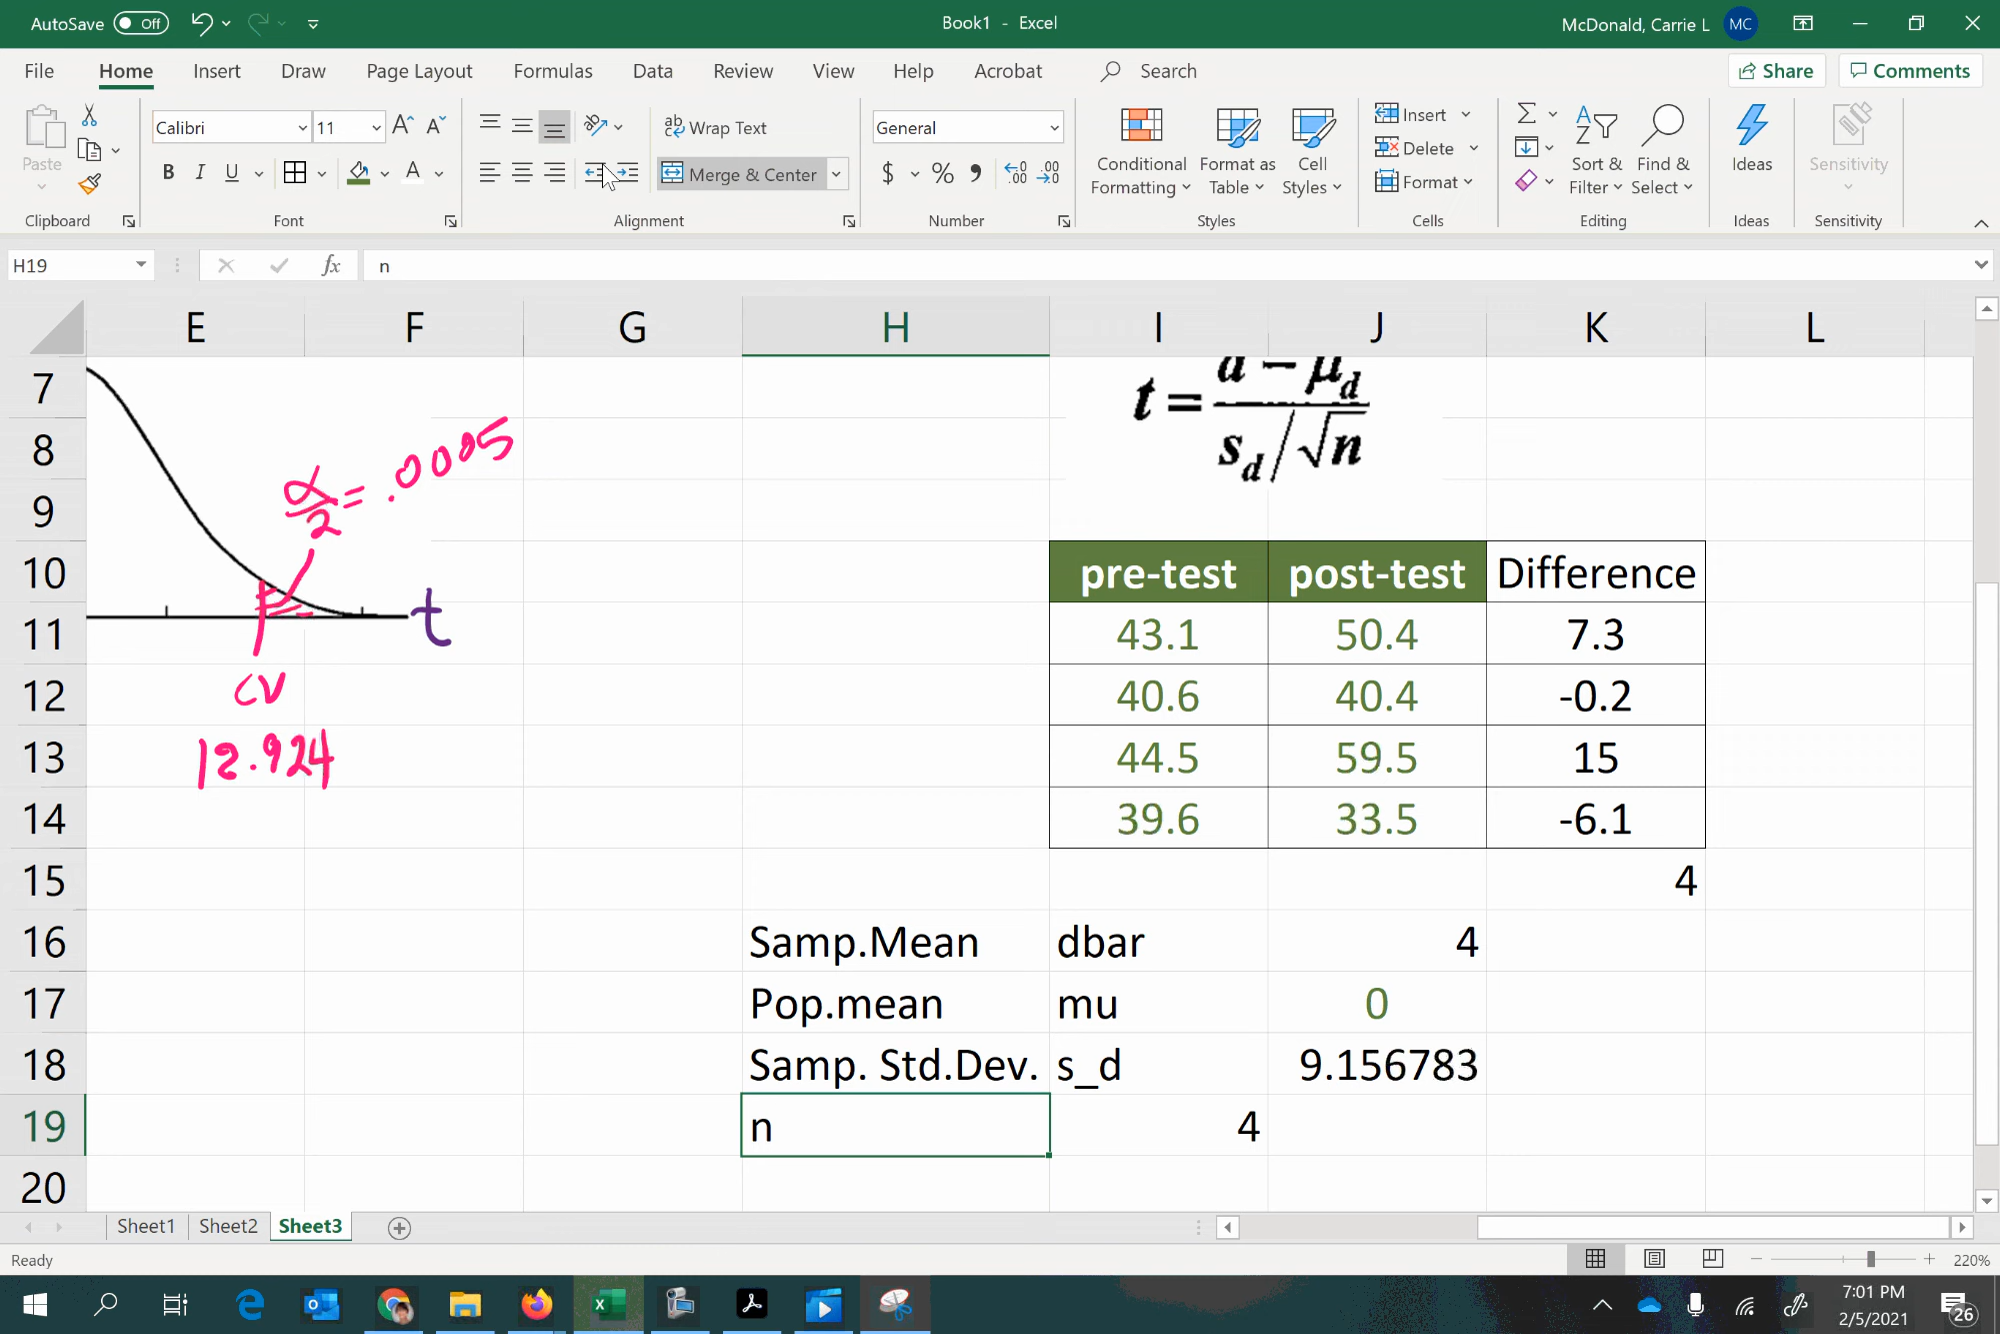 AutoSave Off
Book1 - Excel
McDonald, Carrie L MC
File Home Insert Draw Page Layout Formulas Data Review View Help Acrobat Search
Share Comments
Paste
Clipboard
Calibri 11 A A
B I U A
Font
ab Wrap Text
Merge & Center
Alignment
General
$ % 9 .00 .00
Number
Conditional Formatting
Format as Table
Cell Styles
Styles
Insert
Delete
Format
Cells
Sort & Filter
Find & Select
Editing
Ideas
Ideas
Sensitivity
Sensitivity
H19 fx n
E F G H I J K L
7
8
9
10 pre-test post-test Difference
11 43.1 50.4 7.3
12 40.6 40.4 -0.2
13 44.5 59.5 15
14 39.6 33.5 -6.1
15 4
16 Samp.Mean dbar 4
17 Pop.mean mu 0
18 Samp. Std.Dev. s_d 9.156783
19 n 4
20
t = d − μd / sd/√n
α/2 = .0005
t
CV
12.924
Sheet1 Sheet2 Sheet3
Ready
220%
7:01 PM
2/5/2021
26